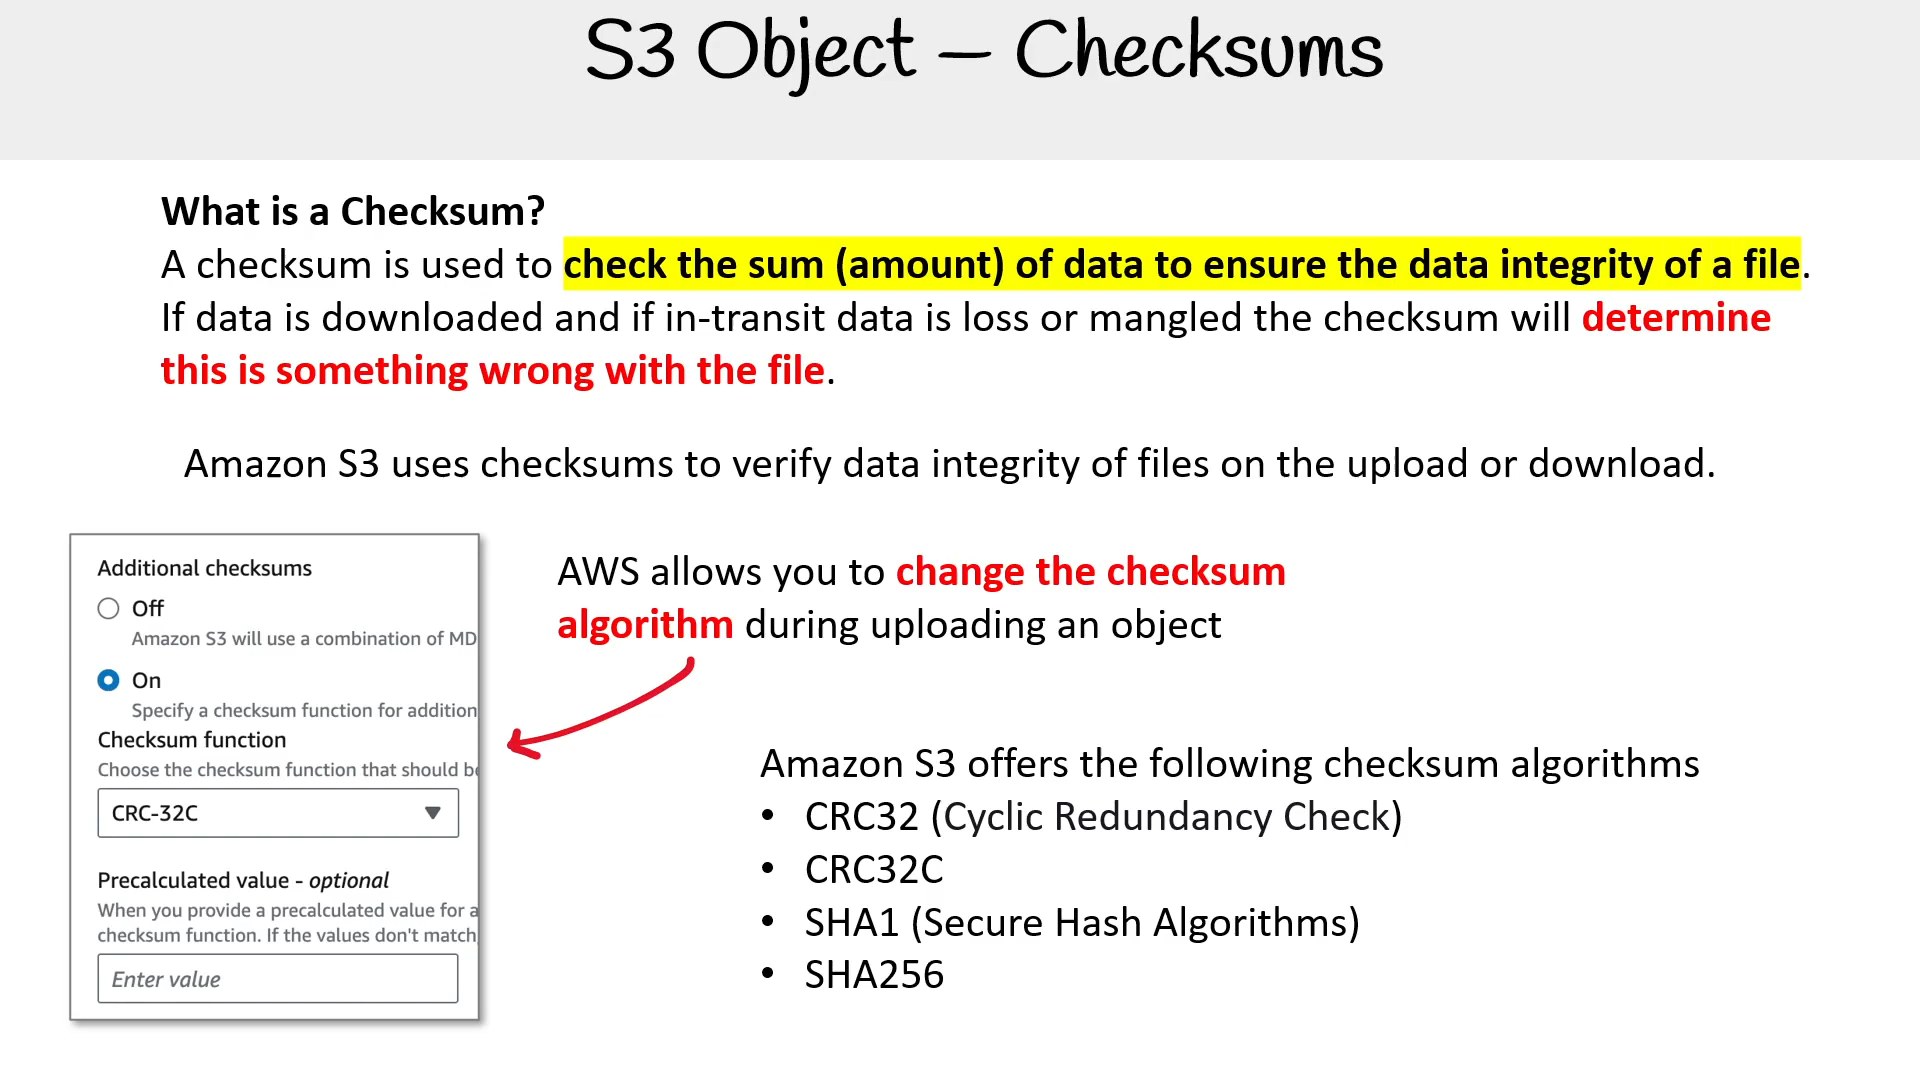 S3 Object – Checksums
What is a Checksum?
A checksum is used to check the sum (amount) of data to ensure the data integrity of a file.
If data is downloaded and if in-transit data is loss or mangled the checksum will determine
this is something wrong with the file.
Amazon S3 uses checksums to verify data integrity of files on the upload or download.
Additional checksums
Off
Amazon S3 will use a combination of MD
On
Specify a checksum function for addition
Checksum function
Choose the checksum function that should be
CRC-32C
Precalculated value - optional
When you provide a precalculated value for a
checksum function. If the values don't match,
Enter value
AWS allows you to change the checksum
algorithm during uploading an object
Amazon S3 offers the following checksum algorithms
• CRC32 (Cyclic Redundancy Check)
• CRC32C
• SHA1 (Secure Hash Algorithms)
• SHA256